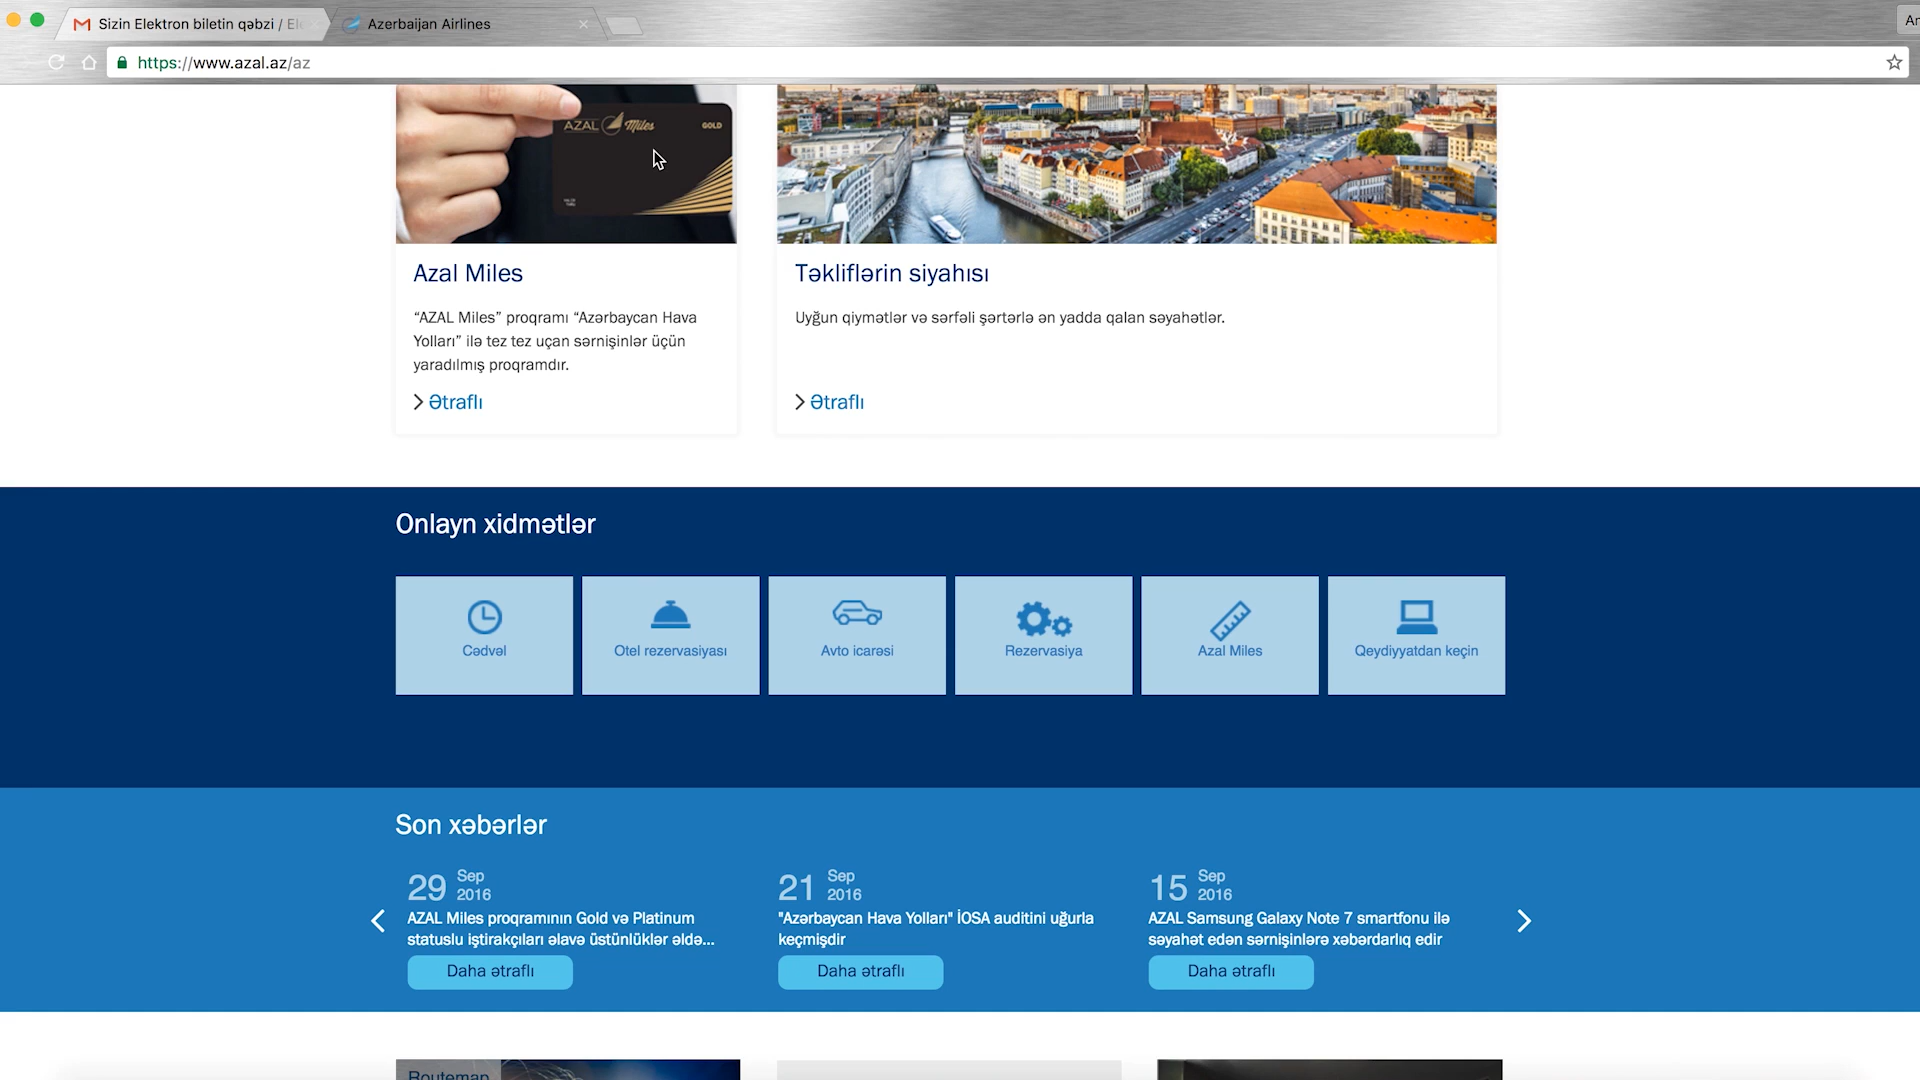 Sizin Elektron biletin qəbzi / Ele
Azerbaijan Airlines
https://www.azal.az/az
AZAL Miles GOLD
Azal Miles
“AZAL Miles” proqramı “Azərbaycan Hava
Yolları” ilə tez tez uçan sərnişinlər üçün
yaradılmış proqramdır.
Ətraflı
Təkliflərin siyahısı
Uyğun qiymətlər və sərfəli şərtlərlə ən yadda qalan səyahətlər.
Ətraflı
Onlayn xidmətlər
Cədvəl
Otel rezervasiyası
Avto icarəsi
Rezervasiya
Azal Miles
Qeydiyyatdan keçin
Son xəbərlər
29 Sep 2016
AZAL Miles proqramının Gold və Platinum
statuslu iştirakçıları əlavə üstünlüklər əldə...
Daha ətraflı
21 Sep 2016
"Azərbaycan Hava Yolları" İOSA auditini uğurla
keçmişdir
Daha ətraflı
15 Sep 2016
AZAL Samsung Galaxy Note 7 smartfonu ilə
səyahət edən sərnişinlərə xəbərdarlıq edir
Daha ətraflı
Routemap